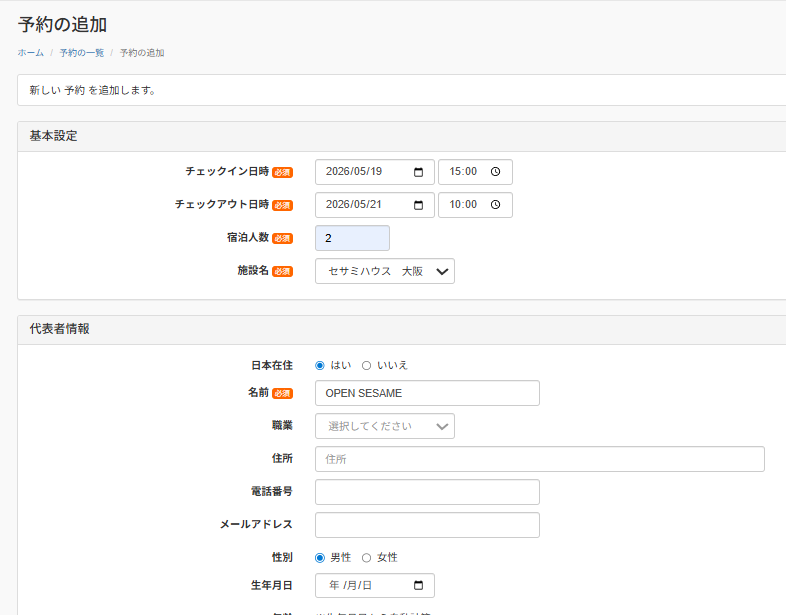 予約の追加
ホーム / 予約の一覧 / 予約の追加
新しい 予約 を追加します。
基本設定
チェックイン日時 必須 2026/05/19 15:00
チェックアウト日時 必須 2026/05/21 10:00
宿泊人数 必須 2
施設名 必須 セサミハウス 大阪
代表者情報
日本在住 はい いいえ
名前 必須 OPEN SESAME
職業 選択してください
住所 住所
電話番号
メールアドレス
性別 男性 女性
生年月日 年 /月/日